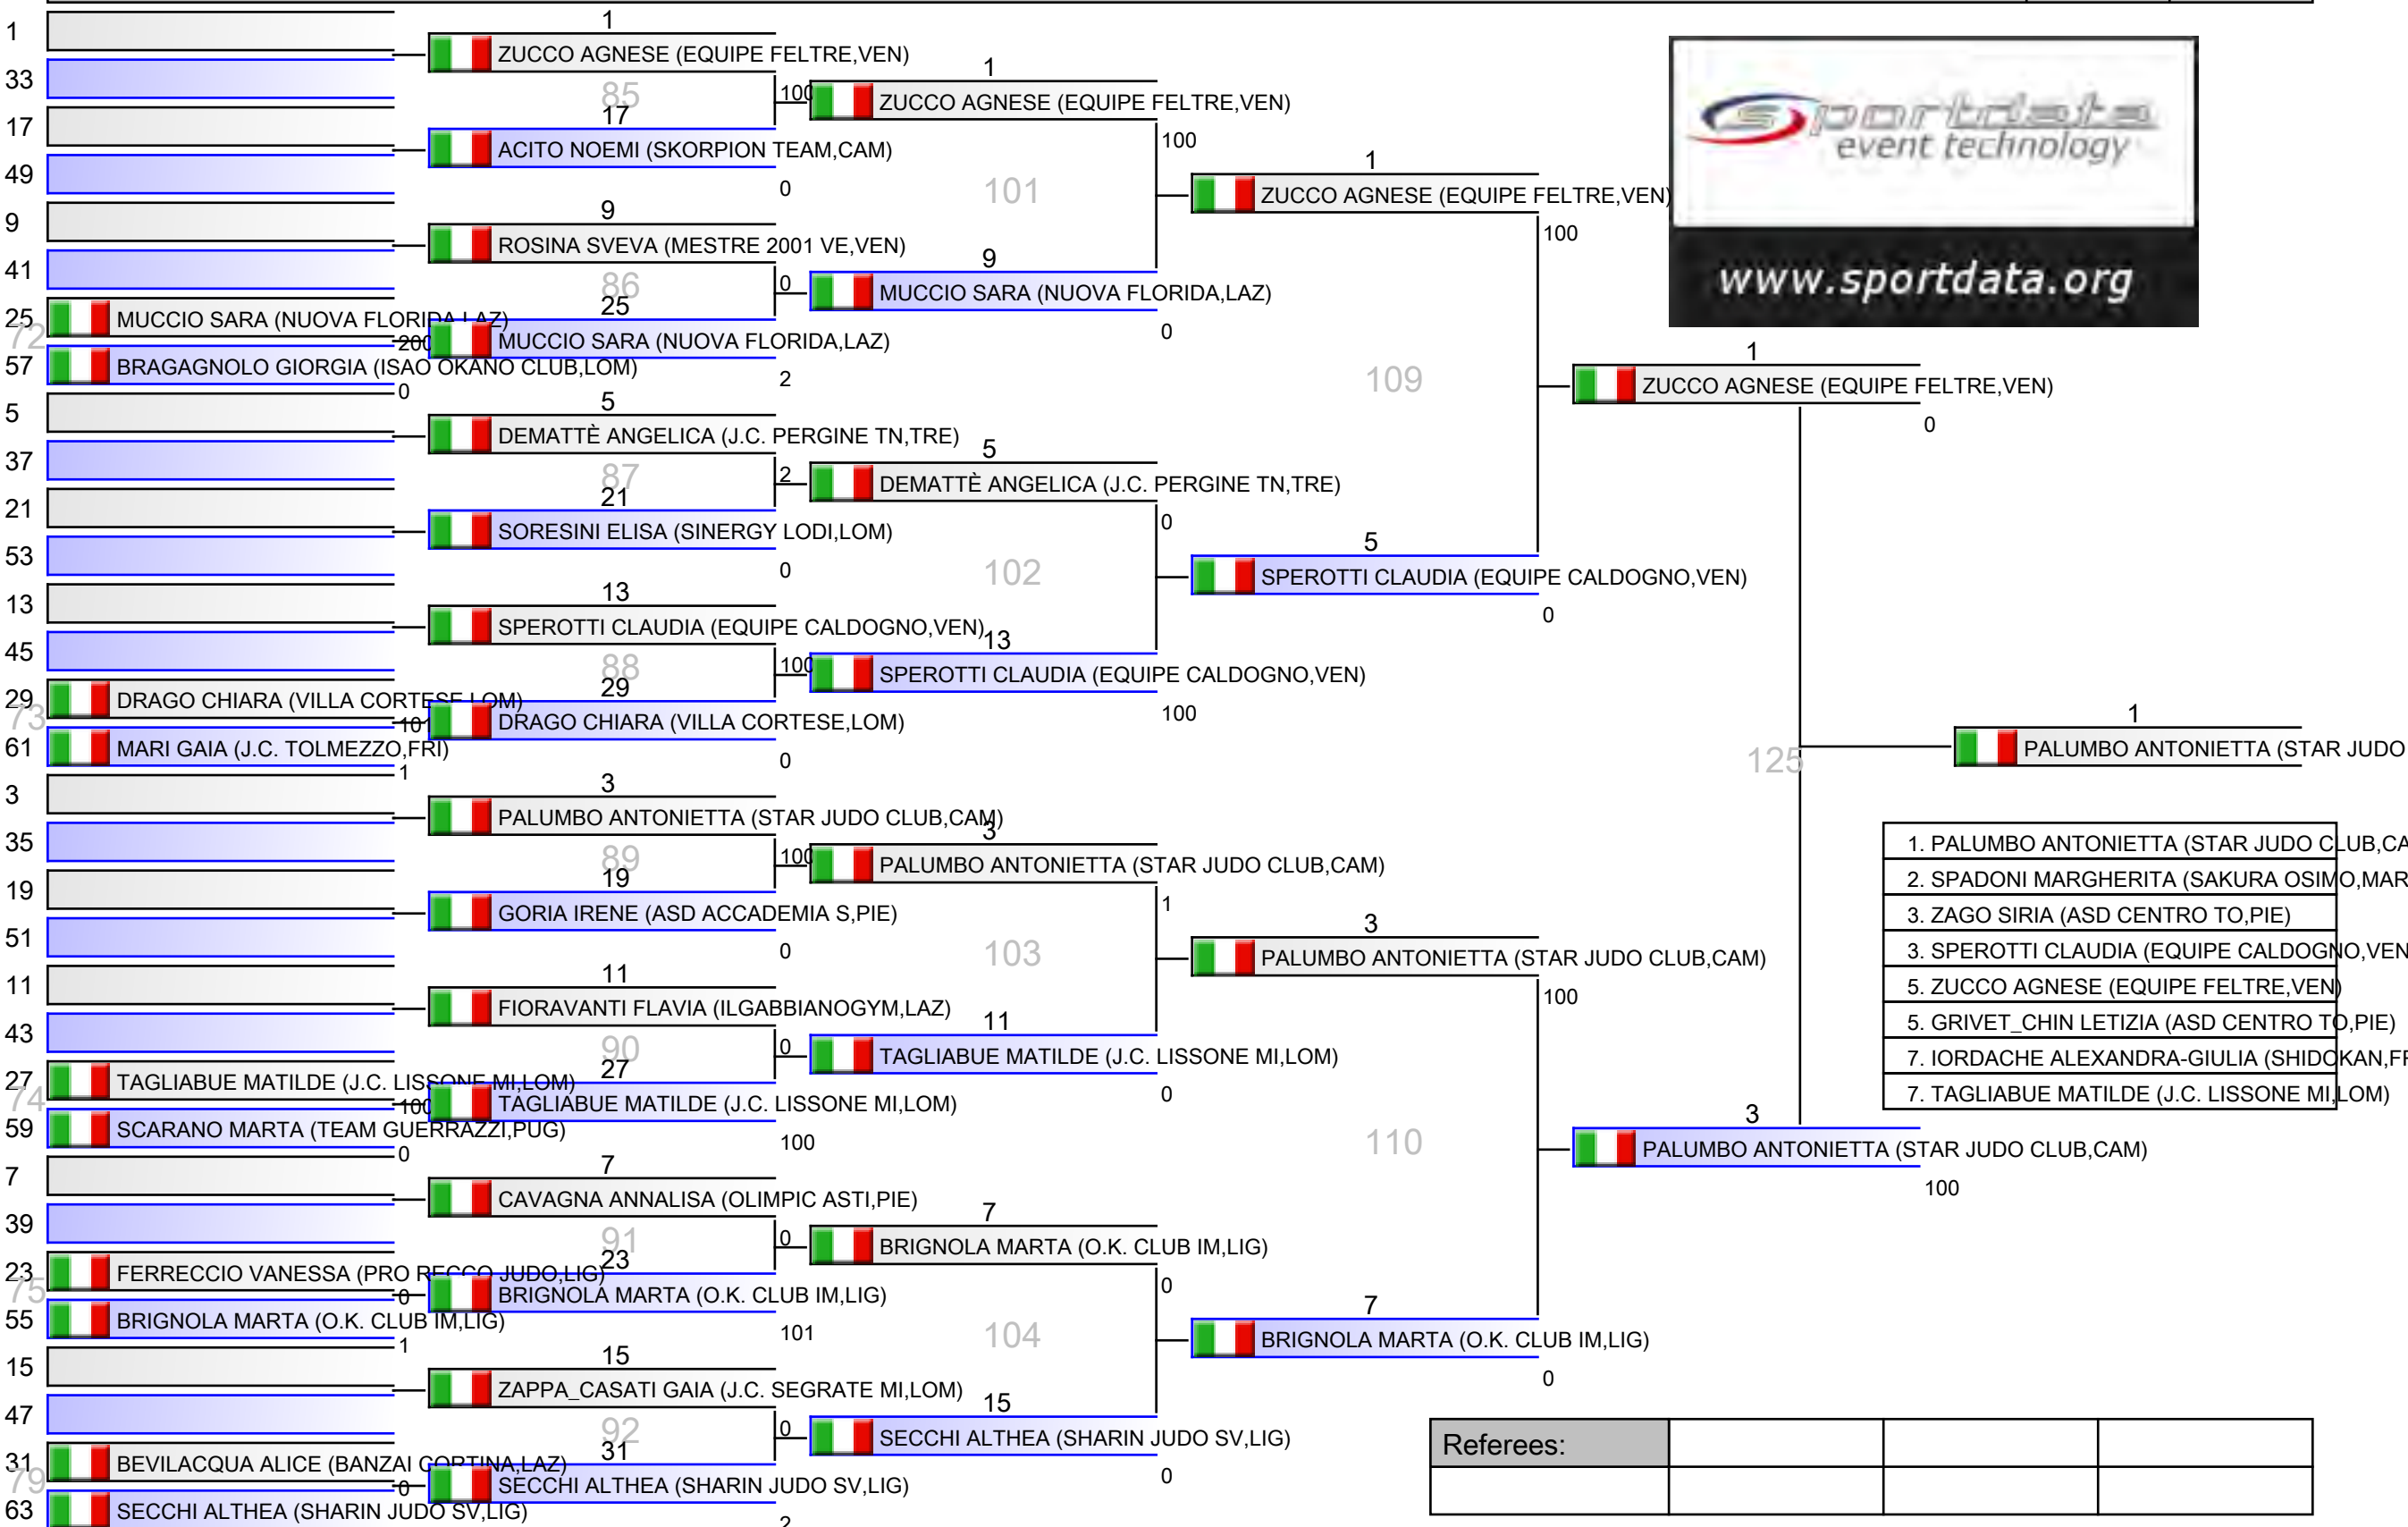 1
33
17
49
9
41
25
57
5
37
21
53
13
45
29
61
3
35
19
51
11
43
27
59
7
39
23
55
15
47
31
63
72
MUCCIO SARA (NUOVA FLORIDA,LAZ)
200
BRAGAGNOLO GIORGIA (ISAO OKANO CLUB,LOM)
0
73
DRAGO CHIARA (VILLA CORTESE,LOM)
101
MARI GAIA (J.C. TOLMEZZO,FRI)
1
74
TAGLIABUE MATILDE (J.C. LISSONE MI,LOM)
100
SCARANO MARTA (TEAM GUERRAZZI,PUG)
0
75
FERRECCIO VANESSA (PRO RECCO JUDO,LIG)
0
BRIGNOLA MARTA (O.K. CLUB IM,LIG)
1
79
BEVILACQUA ALICE (BANZAI CORTINA,LAZ)
0
SECCHI ALTHEA (SHARIN JUDO SV,LIG)
1
ZUCCO AGNESE (EQUIPE FELTRE,VEN)
85
100
17
ACITO NOEMI (SKORPION TEAM,CAM)
0
9
ROSINA SVEVA (MESTRE 2001 VE,VEN)
86
0
25
MUCCIO SARA (NUOVA FLORIDA,LAZ)
2
5
DEMATTÈ ANGELICA (J.C. PERGINE TN,TRE)
87
2
21
SORESINI ELISA (SINERGY LODI,LOM)
0
13
SPEROTTI CLAUDIA (EQUIPE CALDOGNO,VEN)
88
100
29
DRAGO CHIARA (VILLA CORTESE,LOM)
0
3
PALUMBO ANTONIETTA (STAR JUDO CLUB,CAM)
89
100
19
GORIA IRENE (ASD ACCADEMIA S,PIE)
0
11
FIORAVANTI FLAVIA (ILGABBIANOGYM,LAZ)
90
0
27
TAGLIABUE MATILDE (J.C. LISSONE MI,LOM)
100
7
CAVAGNA ANNALISA (OLIMPIC ASTI,PIE)
91
0
23
BRIGNOLA MARTA (O.K. CLUB IM,LIG)
101
15
ZAPPA_CASATI GAIA (J.C. SEGRATE MI,LOM)
92
0
31
SECCHI ALTHEA (SHARIN JUDO SV,LIG)
2
1
ZUCCO AGNESE (EQUIPE FELTRE,VEN)
100
101
9
MUCCIO SARA (NUOVA FLORIDA,LAZ)
0
5
DEMATTÈ ANGELICA (J.C. PERGINE TN,TRE)
0
102
13
SPEROTTI CLAUDIA (EQUIPE CALDOGNO,VEN)
100
3
PALUMBO ANTONIETTA (STAR JUDO CLUB,CAM)
1
103
11
TAGLIABUE MATILDE (J.C. LISSONE MI,LOM)
0
7
BRIGNOLA MARTA (O.K. CLUB IM,LIG)
0
104
15
SECCHI ALTHEA (SHARIN JUDO SV,LIG)
0
1
ZUCCO AGNESE (EQUIPE FELTRE,VEN)
100
109
5
SPEROTTI CLAUDIA (EQUIPE CALDOGNO,VEN)
0
3
PALUMBO ANTONIETTA (STAR JUDO CLUB,CAM)
100
110
7
BRIGNOLA MARTA (O.K. CLUB IM,LIG)
0
sportdata
event technology
www.sportdata.org
1
ZUCCO AGNESE (EQUIPE FELTRE,VEN)
0
125
3
PALUMBO ANTONIETTA (STAR JUDO CLUB,CAM)
100
1
PALUMBO ANTONIETTA (STAR JUDO
1. PALUMBO ANTONIETTA (STAR JUDO CLUB,CA
2. SPADONI MARGHERITA (SAKURA OSIMO,MAR
3. ZAGO SIRIA (ASD CENTRO TO,PIE)
3. SPEROTTI CLAUDIA (EQUIPE CALDOGNO,VEN
5. ZUCCO AGNESE (EQUIPE FELTRE,VEN)
5. GRIVET_CHIN LETIZIA (ASD CENTRO TO,PIE)
7. IORDACHE ALEXANDRA-GIULIA (SHIDOKAN,FR
7. TAGLIABUE MATILDE (J.C. LISSONE MI,LOM)
Referees: